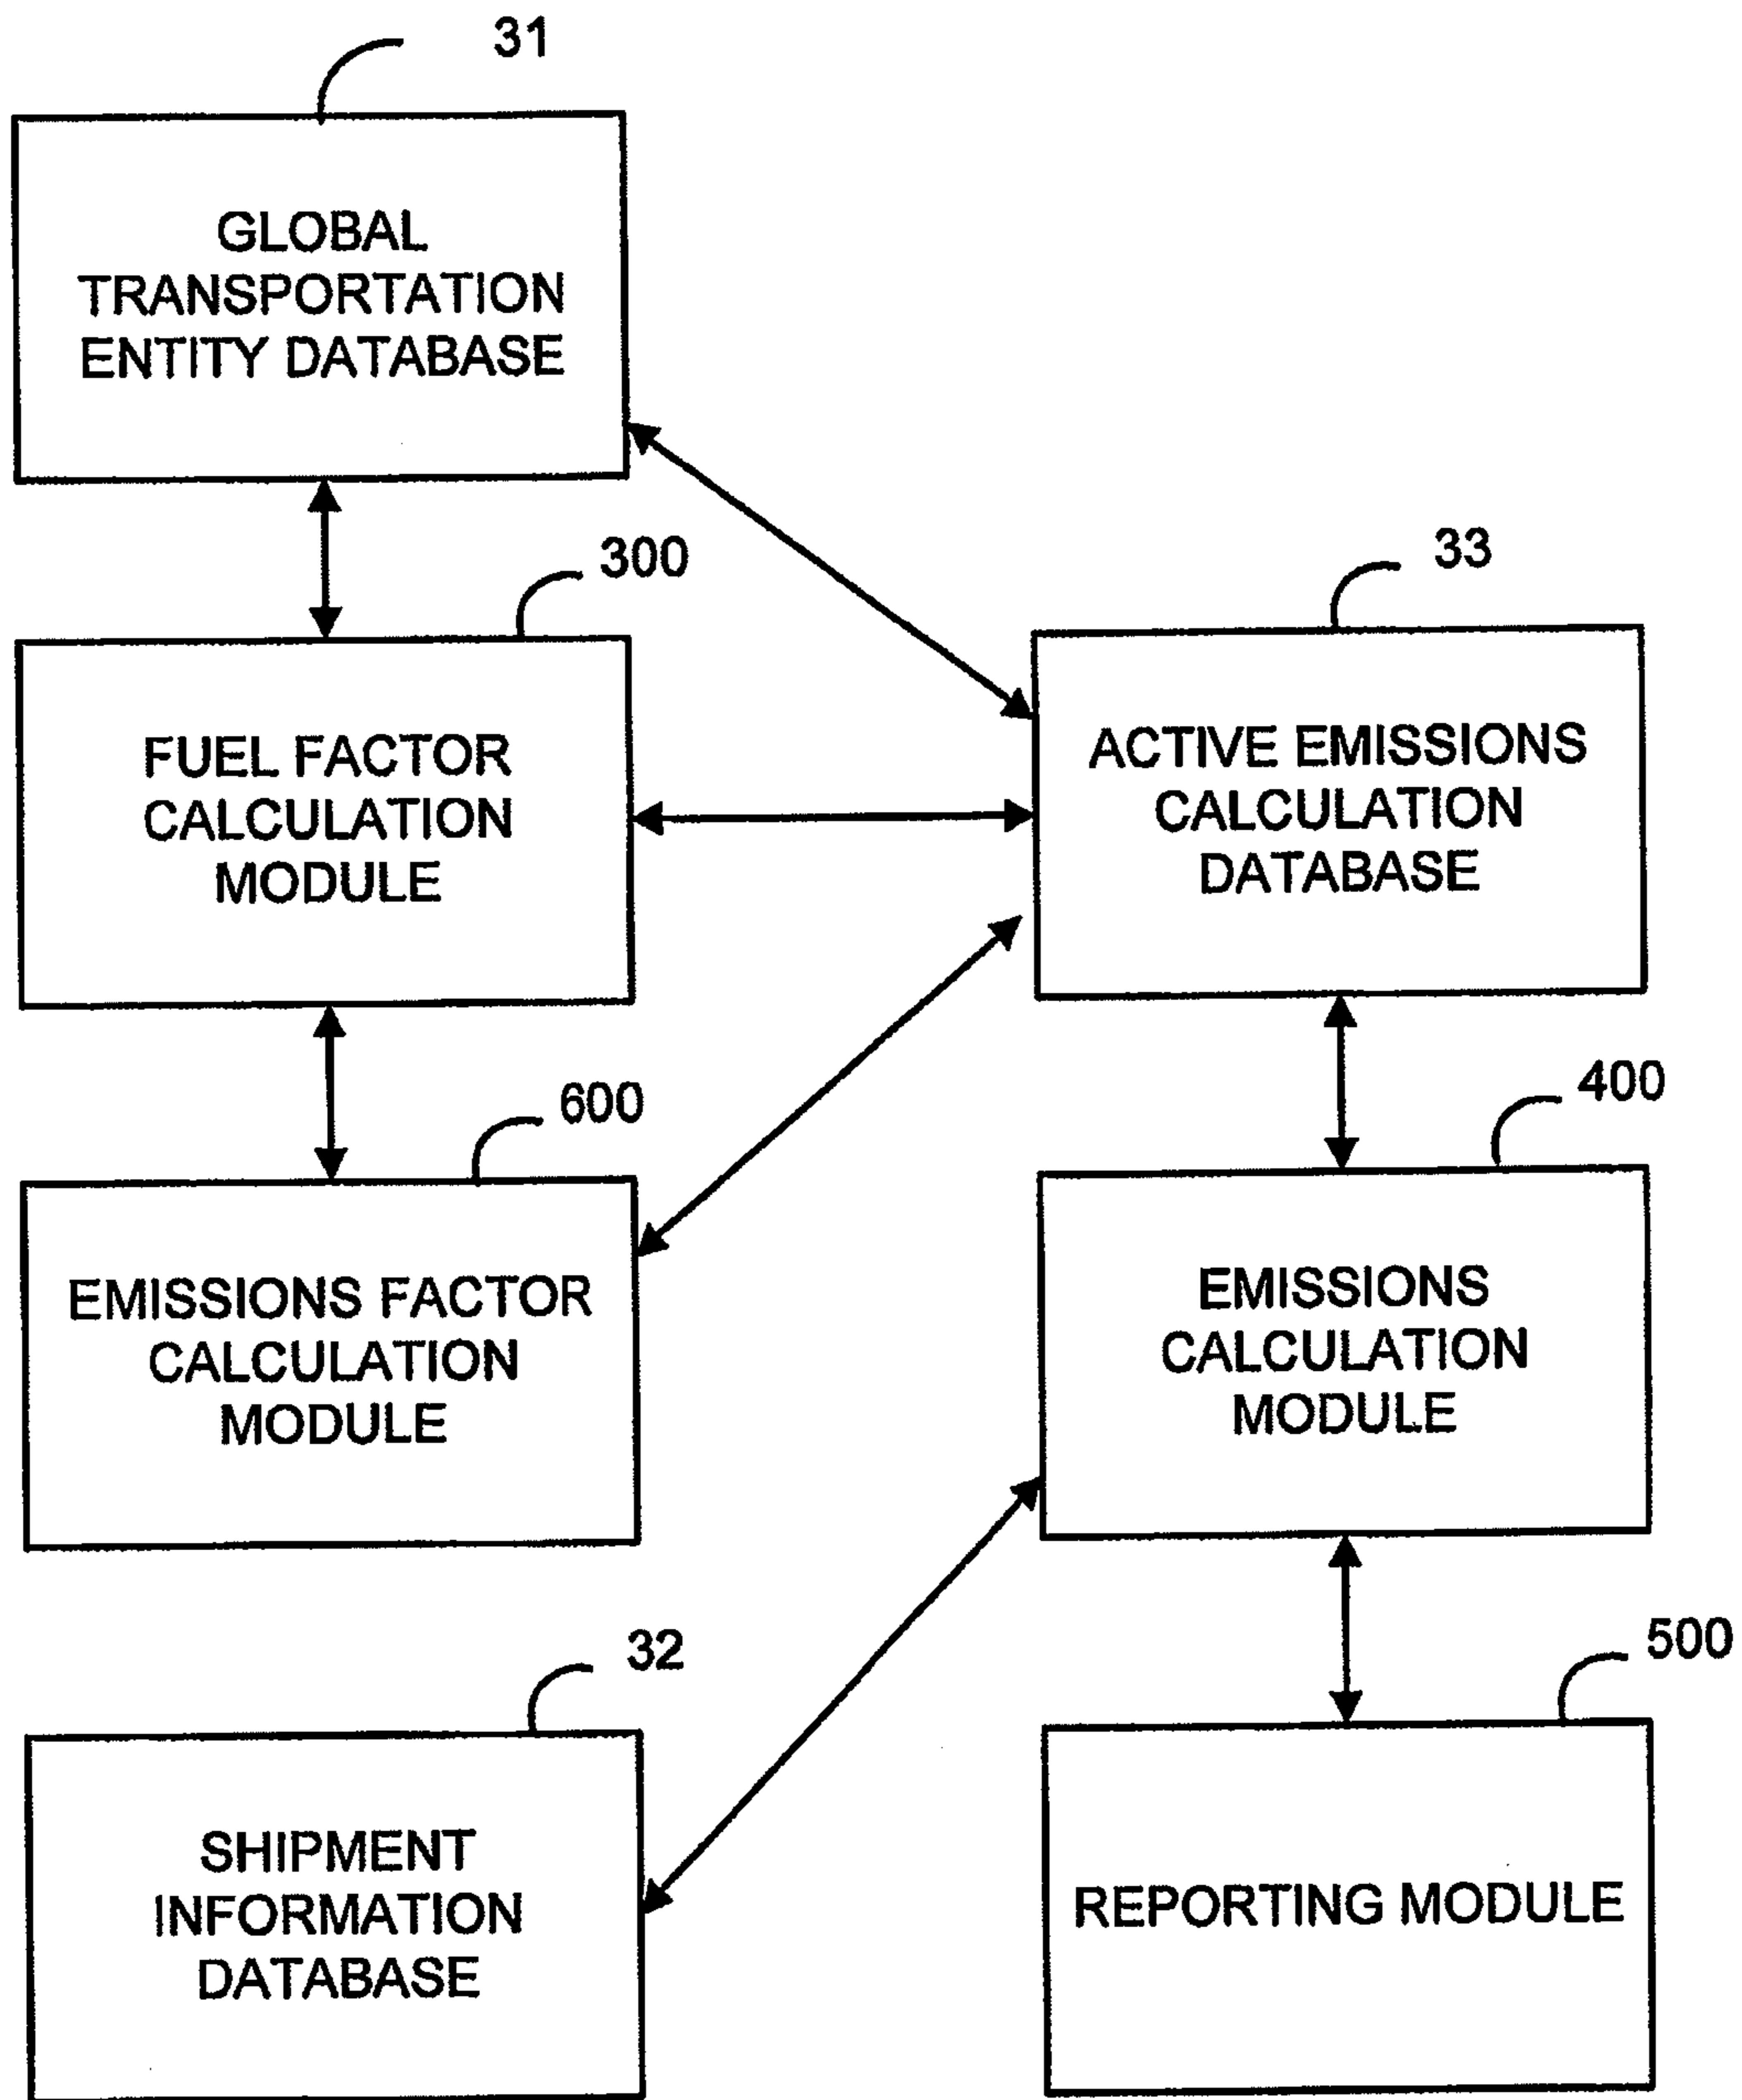 31
GLOBAL
TRANSPORTATION
ENTITY DATABASE
300
FUEL FACTOR
CALCULATION
MODULE
33
ACTIVE EMISSIONS
CALCULATION
DATABASE
600
EMISSIONS FACTOR
CALCULATION
MODULE
400
EMISSIONS
CALCULATION
MODULE
32
SHIPMENT
INFORMATION
DATABASE
500
REPORTING MODULE